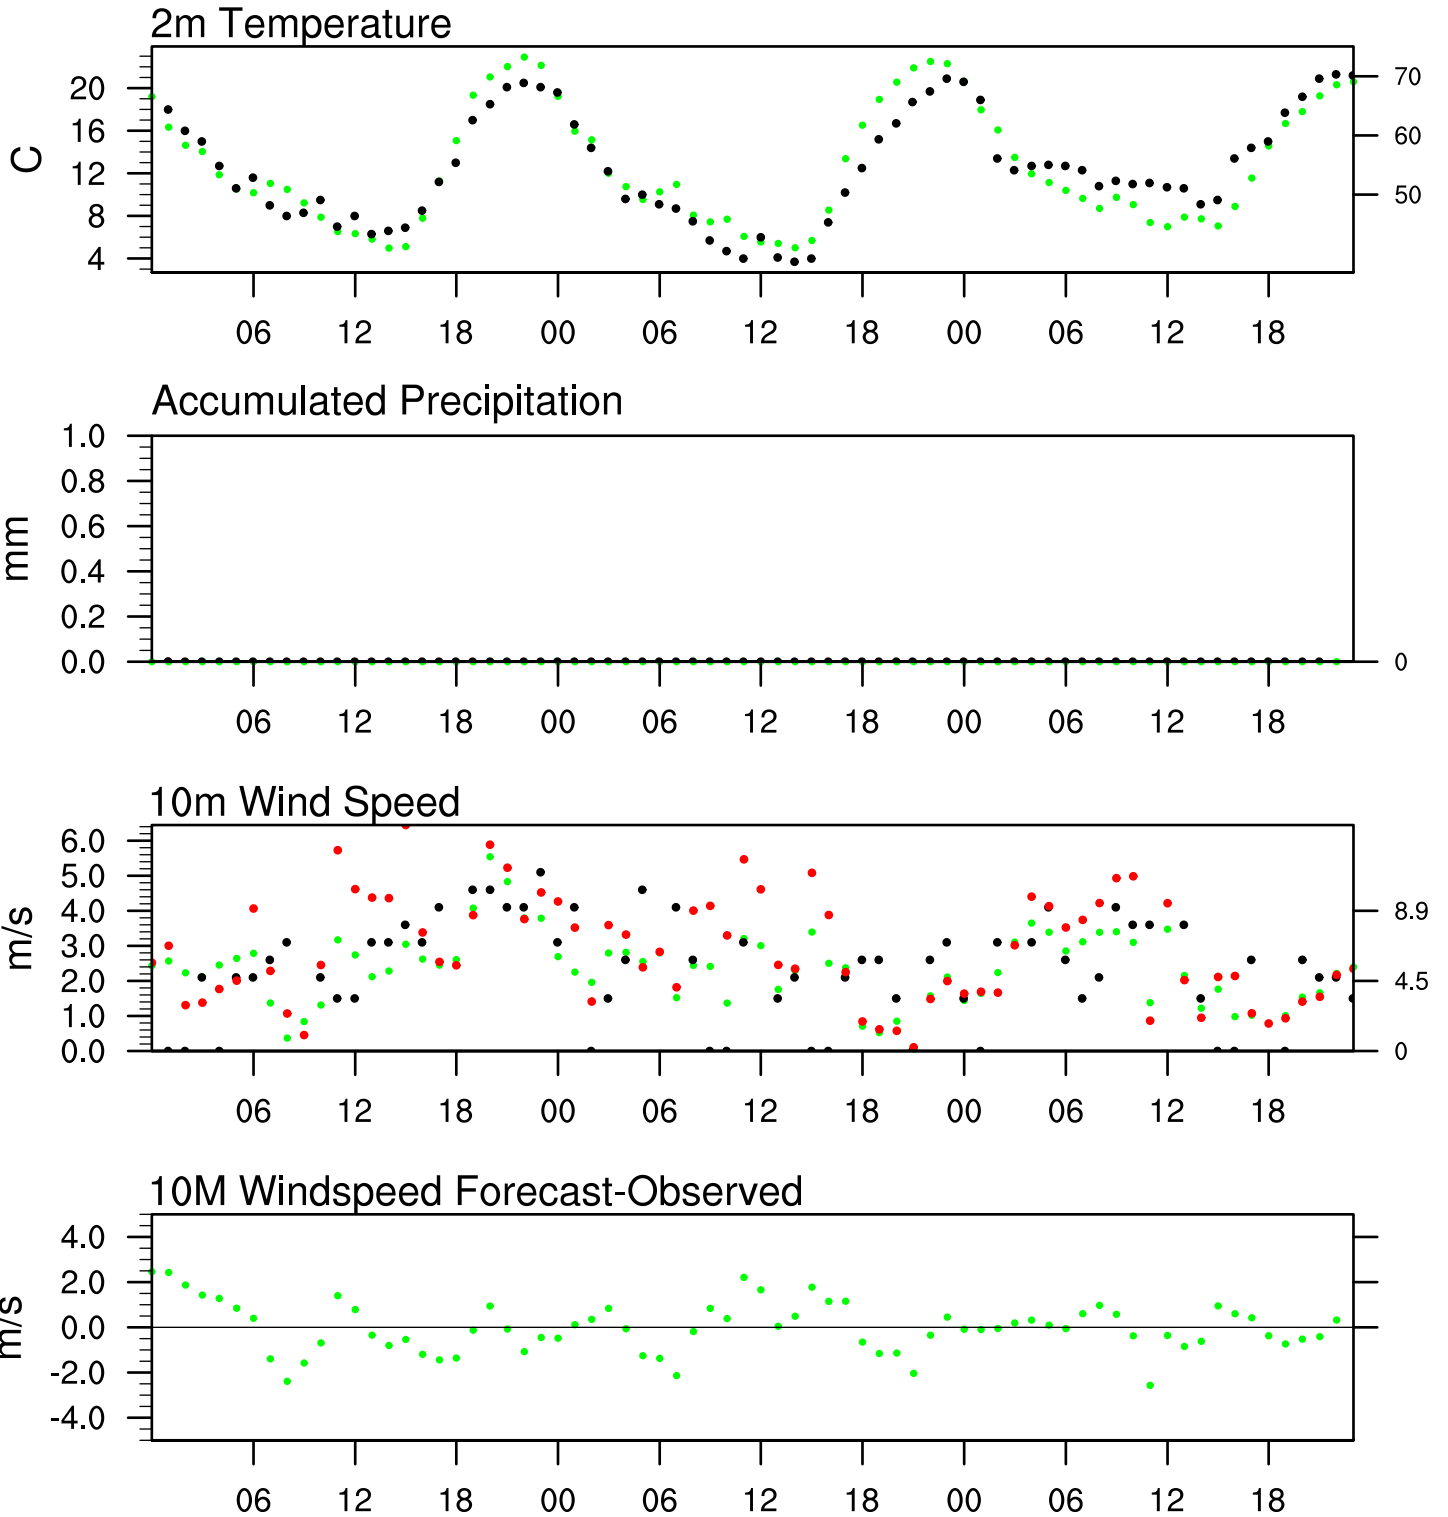 2m Temperature
20
16
12
8
4
C
70
60
50
06 12 18 00 06 12 18 00 06 12 18
Accumulated Precipitation
1.0
0.8
0.6
0.4
0.2
0.0
mm
0
06 12 18 00 06 12 18 00 06 12 18
10m Wind Speed
6.0
5.0
4.0
3.0
2.0
1.0
0.0
m/s
8.9
4.5
0
06 12 18 00 06 12 18 00 06 12 18
10M Windspeed Forecast-Observed
4.0
2.0
0.0
-2.0
-4.0
m/s
06 12 18 00 06 12 18 00 06 12 18